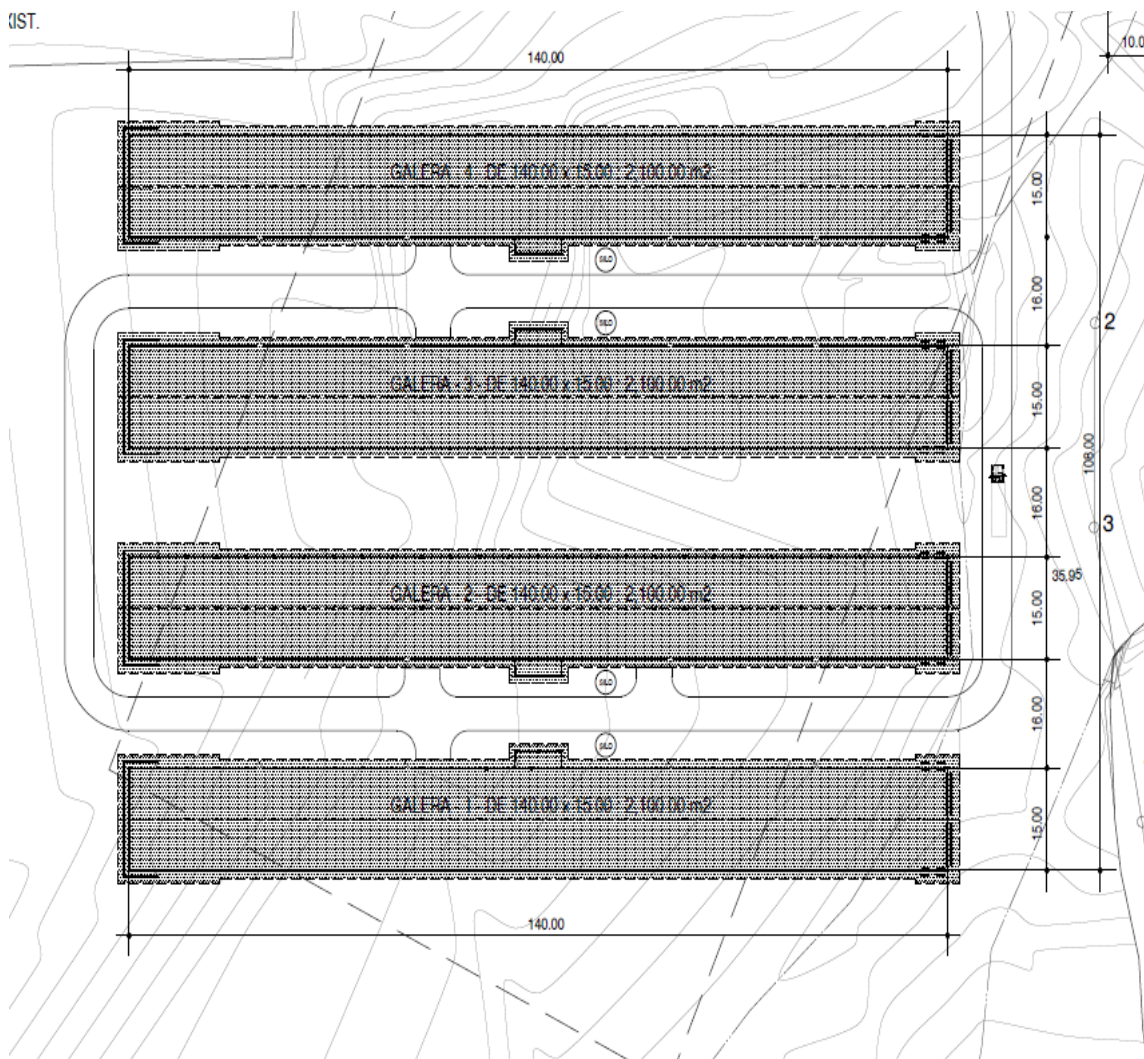 XIST.
140.00
10.0
GALERA - 4 - DE 140.00 x 15.00 : 2,100.00 m2
15.00
SILO
16.00
SILO
2
GALERA - 3 - DE 140.00 x 15.00 : 2,100.00 m2
15.00
108.00
16.00
3
35.95
GALERA - 2 - DE 140.00 x 15.00 : 2,100.00 m2
15.00
SILO
16.00
SILO
GALERA - 1 - DE 140.00 x 15.00 : 2,100.00 m2
15.00
140.00